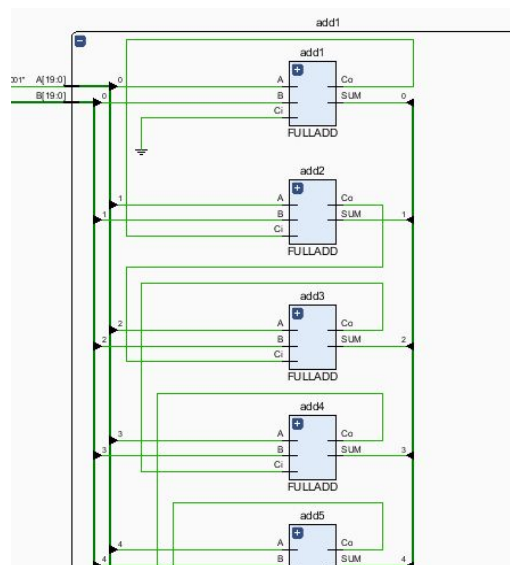 add1
add1
001* A[19:0] 0 A Co
B[19:0] 0 B SUM 0
Ci
FULLADD
add2
1 A Co
1 B SUM 1
Ci
FULLADD
add3
2 A Co
2 B SUM 2
Ci
FULLADD
add4
3 A Co
3 B SUM 3
Ci
FULLADD
add5
4 A Co
4 B SUM 4